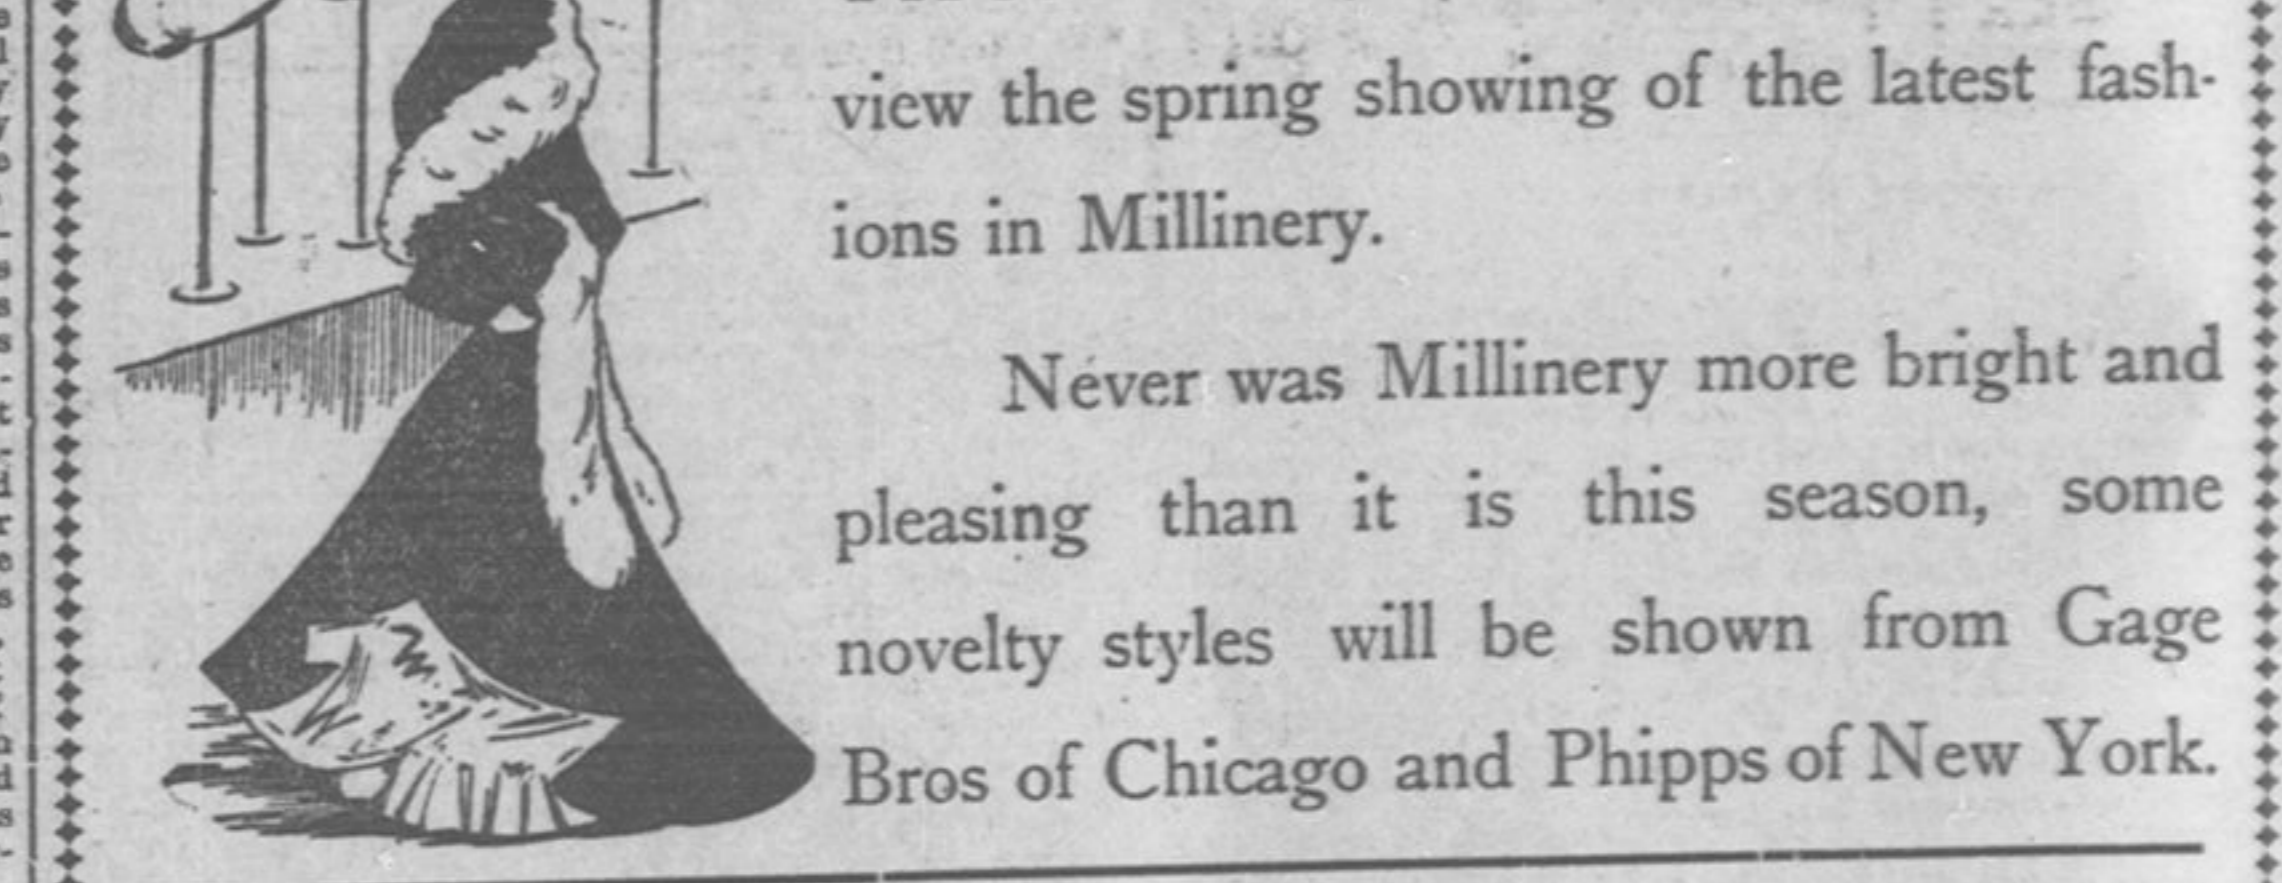 view the spring showing of the latest fash-
ions in Millinery.
Never was Millinery more bright and
pleasing than it is this season, some
novelty styles will be shown from Gage
Bros of Chicago and Phipps of New York.